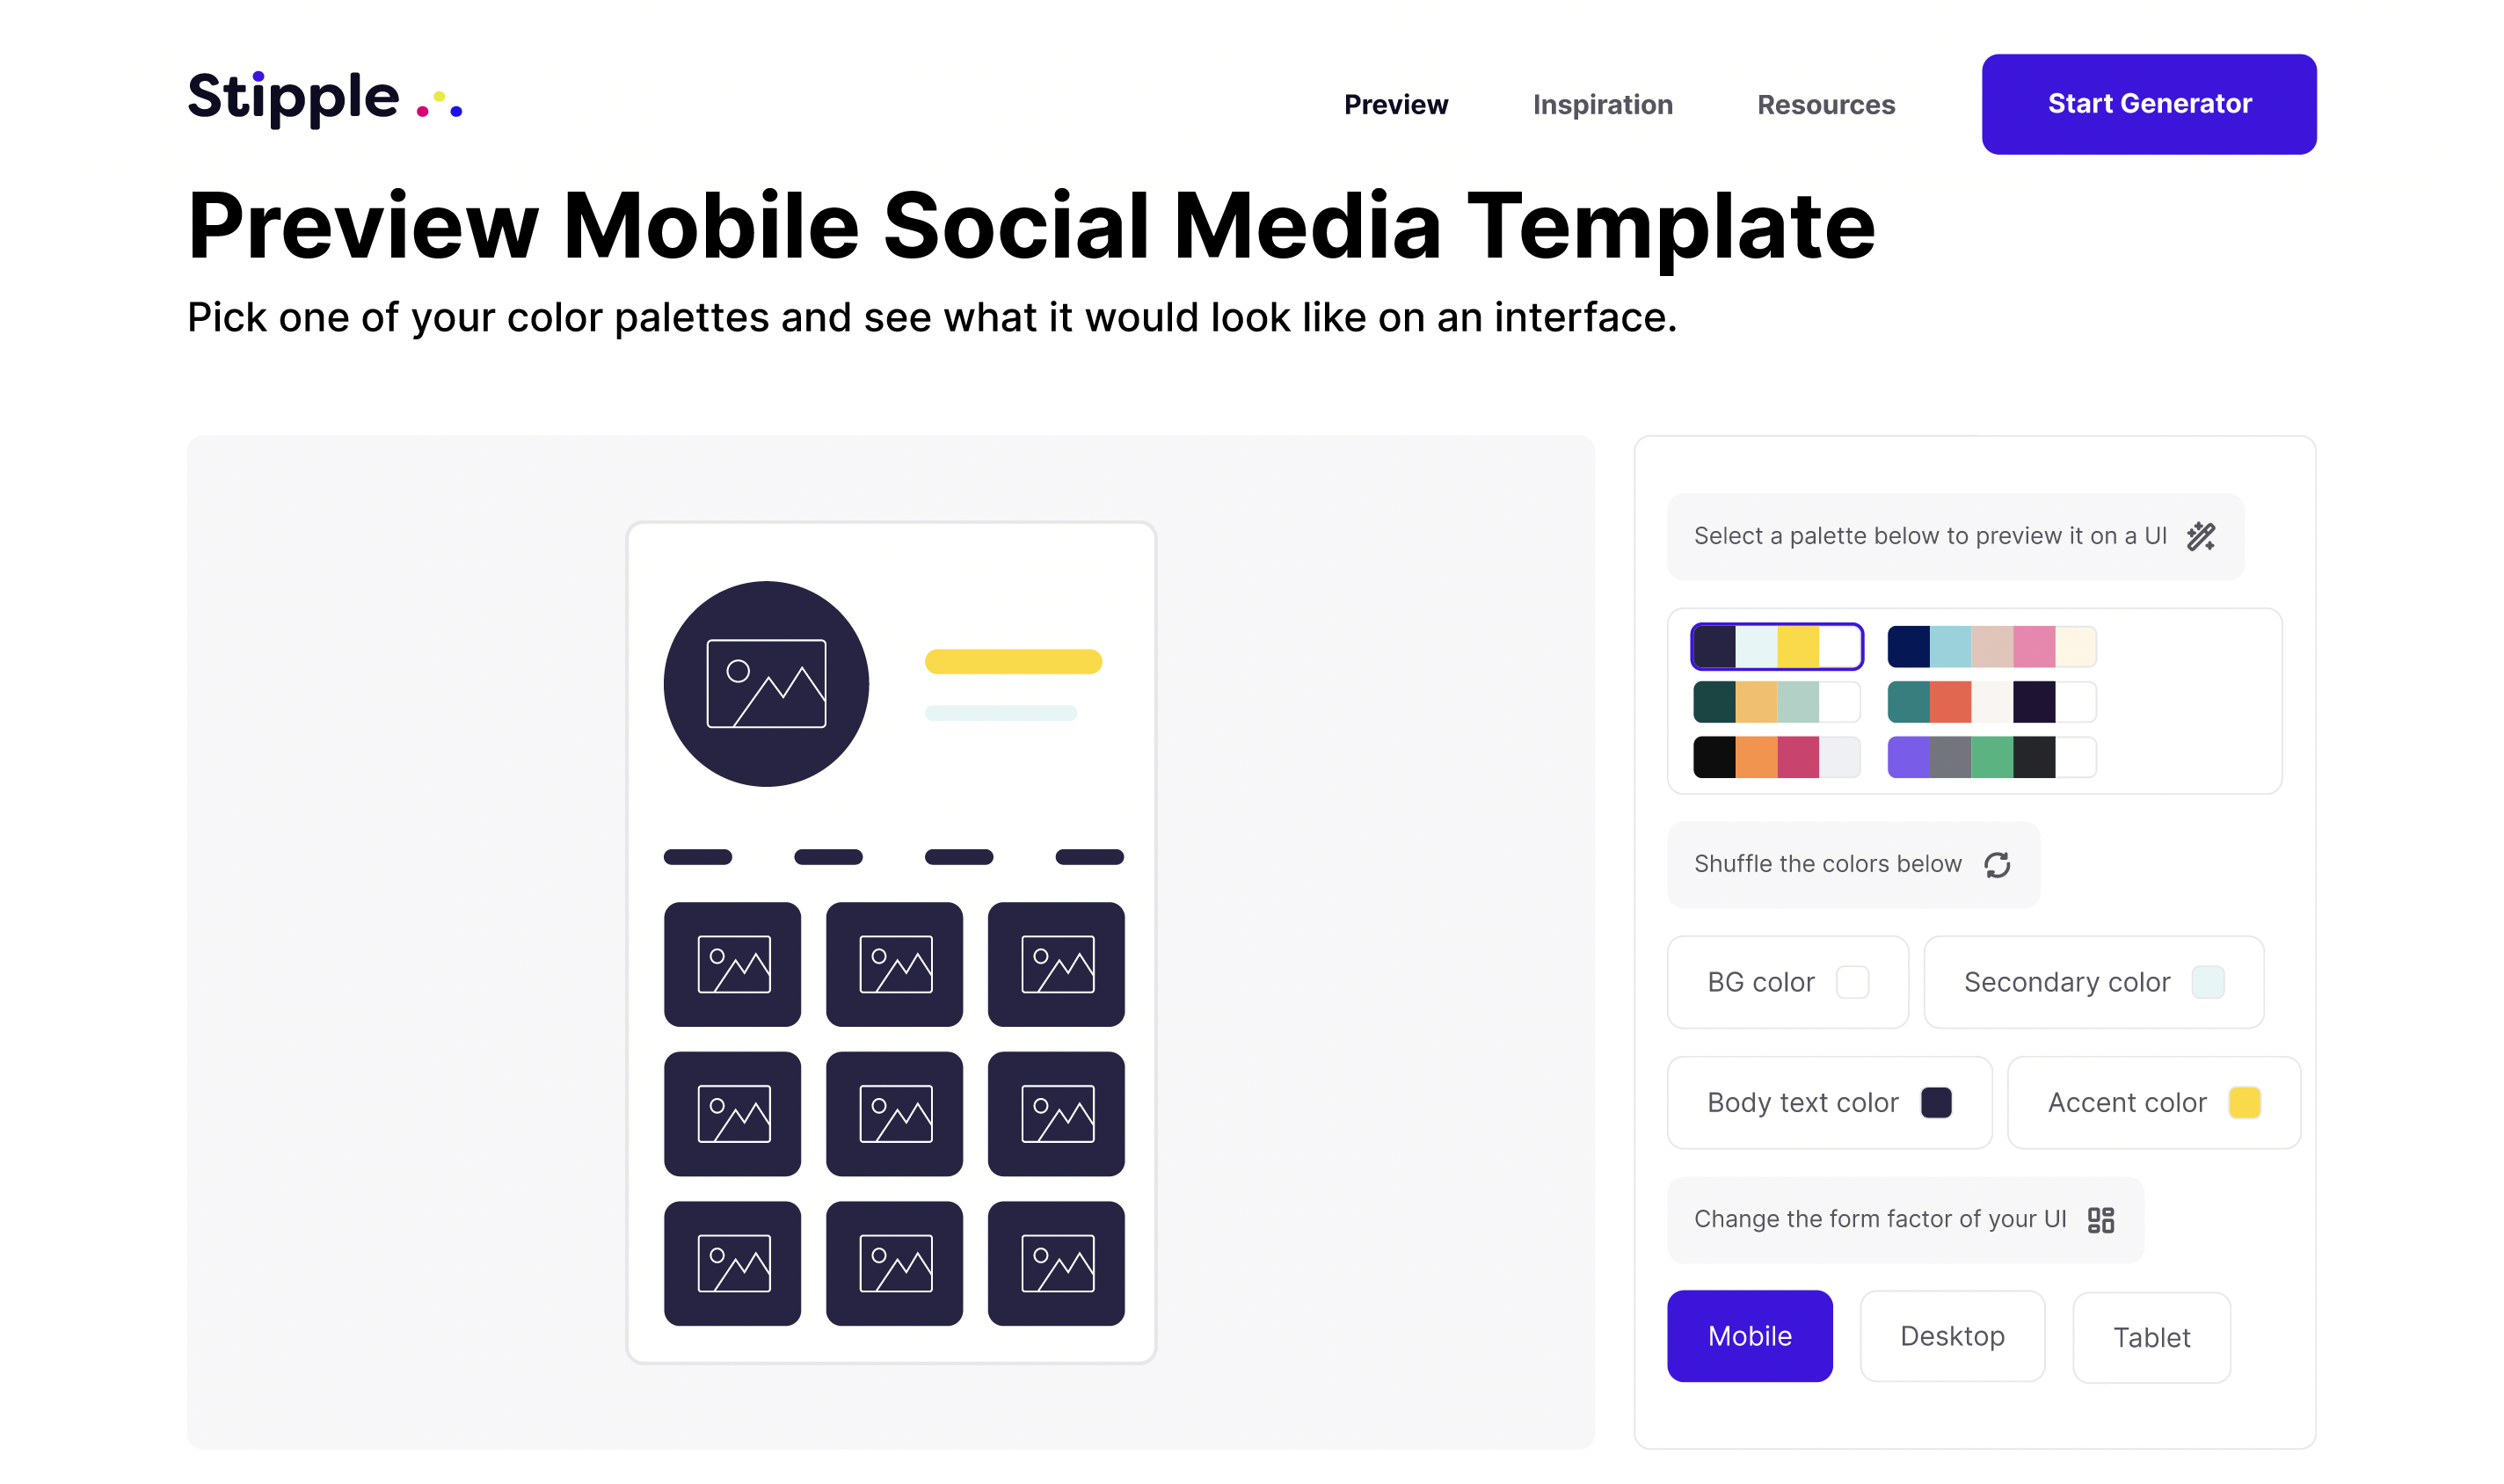 Stipple
Preview Inspiration Resources Start Generator
Preview Mobile Social Media Template
Pick one of your color palettes and see what it would look like on an interface.
Select a palette below to preview it on a UI
Shuffle the colors below
BG color Secondary color
Body text color Accent color
Change the form factor of your UI
Mobile Desktop Tablet